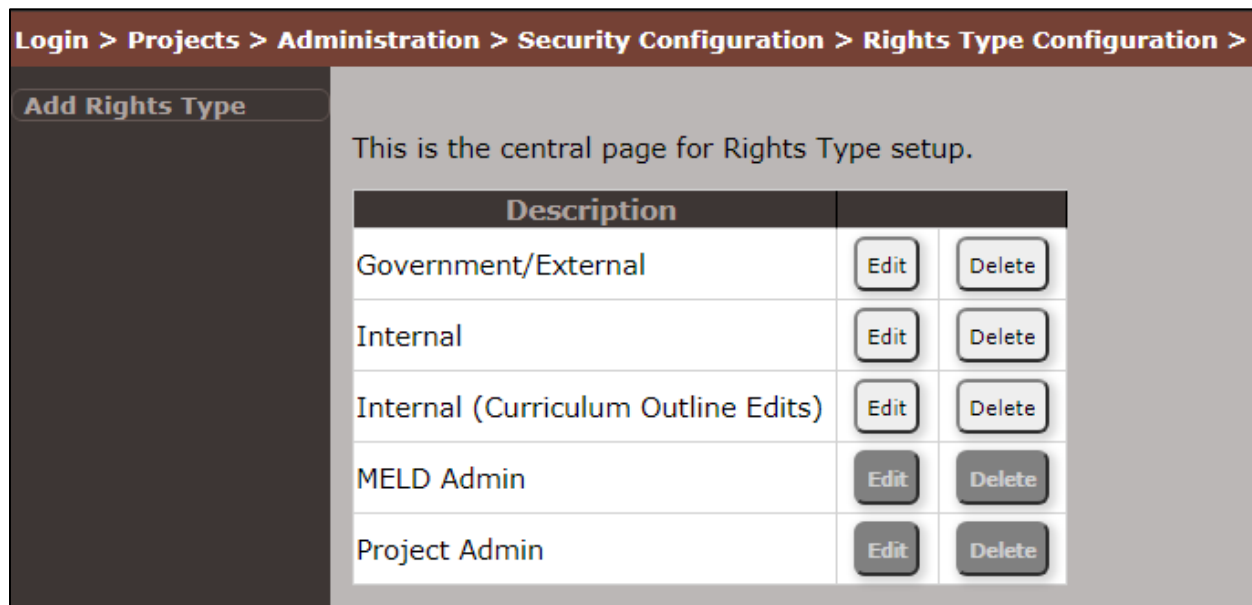 Login > Projects > Administration > Security Configuration > Rights Type Configuration >
Add Rights Type
This is the central page for Rights Type setup.
Description
Government/External Edit Delete
Internal Edit Delete
Internal (Curriculum Outline Edits) Edit Delete
MELD Admin Edit Delete
Project Admin Edit Delete